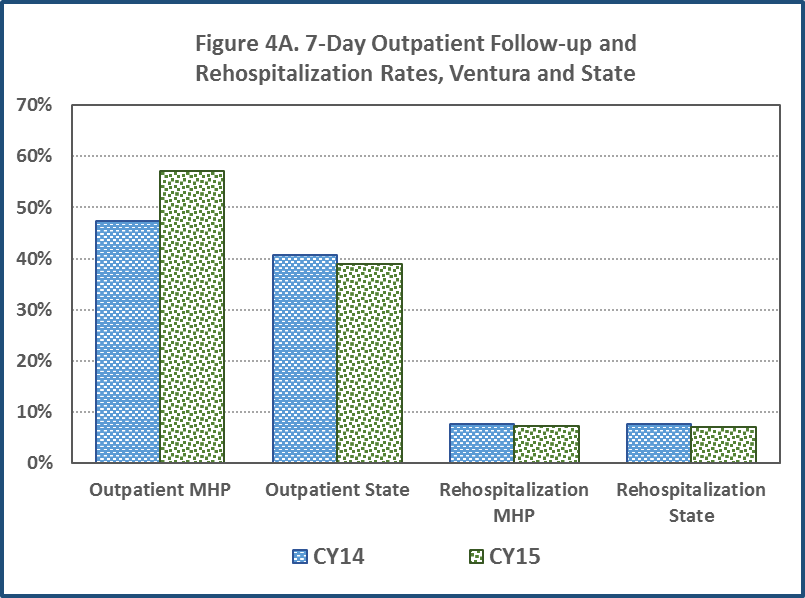 Figure 4A. 7-Day Outpatient Follow-up and
Rehospitalization Rates, Ventura and State
70%
60%
50%
40%
30%
20%
10%
0%
Outpatient MHP
Outpatient State
Rehospitalization
MHP
Rehospitalization
State
CY14
CY15